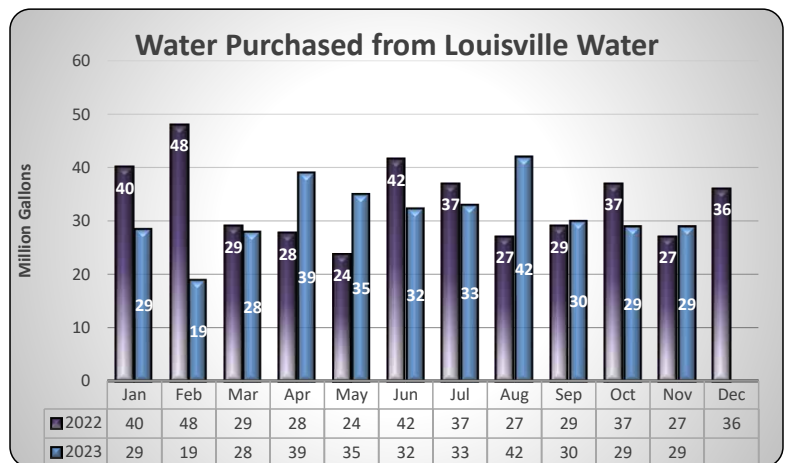 Water Purchased from Louisville Water
Million Gallons
60
50
40
30
20
10
0
40 48 29 28 24 42 37 27 29 37 27 36
29 19 28 39 35 32 33 42 30 29 29
Jan Feb Mar Apr May Jun Jul Aug Sep Oct Nov Dec
2022 40 48 29 28 24 42 37 27 29 37 27 36
2023 29 19 28 39 35 32 33 42 30 29 29